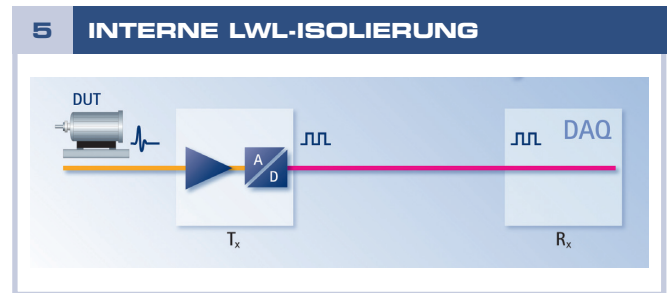 5 INTERNE LWL-ISOLIERUNG
DUT
A
D
DAQ
Tx
Rx